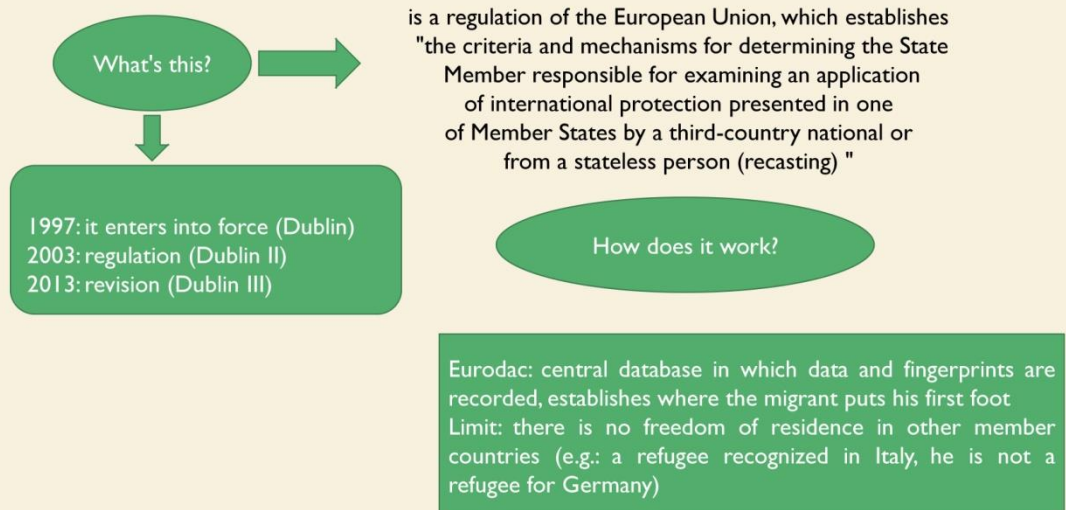 What's this?
is a regulation of the European Union, which establishes
"the criteria and mechanisms for determining the State
Member responsible for examining an application
of international protection presented in one
of Member States by a third-country national or
from a stateless person (recasting) "
1997: it enters into force (Dublin)
2003: regulation (Dublin II)
2013: revision (Dublin III)
How does it work?
Eurodac: central database in which data and fingerprints are
recorded, establishes where the migrant puts his first foot
Limit: there is no freedom of residence in other member
countries (e.g.: a refugee recognized in Italy, he is not a
refugee for Germany)